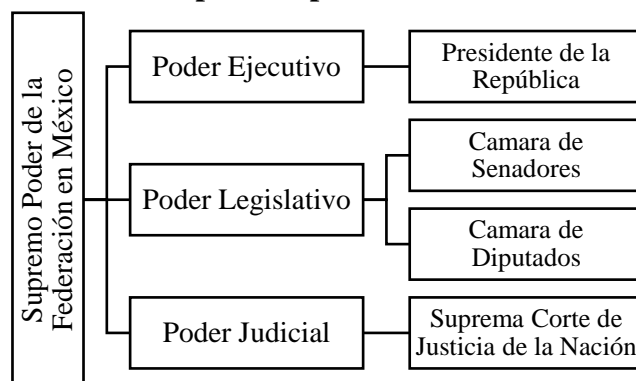 Supremo Poder de la
Federación en México
Poder Ejecutivo
Presidente de la
República
Poder Legislativo
Camara de
Senadores
Camara de
Diputados
Poder Judicial
Suprema Corte de
Justicia de la Nación